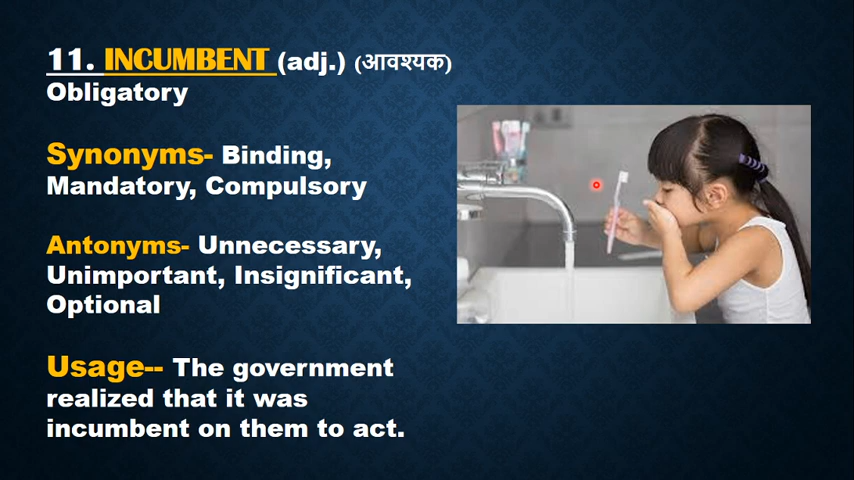 11. INCUMBENT (adj.) (आवश्यक)
Obligatory
Synonyms- Binding,
Mandatory, Compulsory
Antonyms- Unnecessary,
Unimportant, Insignificant,
Optional
Usage-- The government
realized that it was
incumbent on them to act.